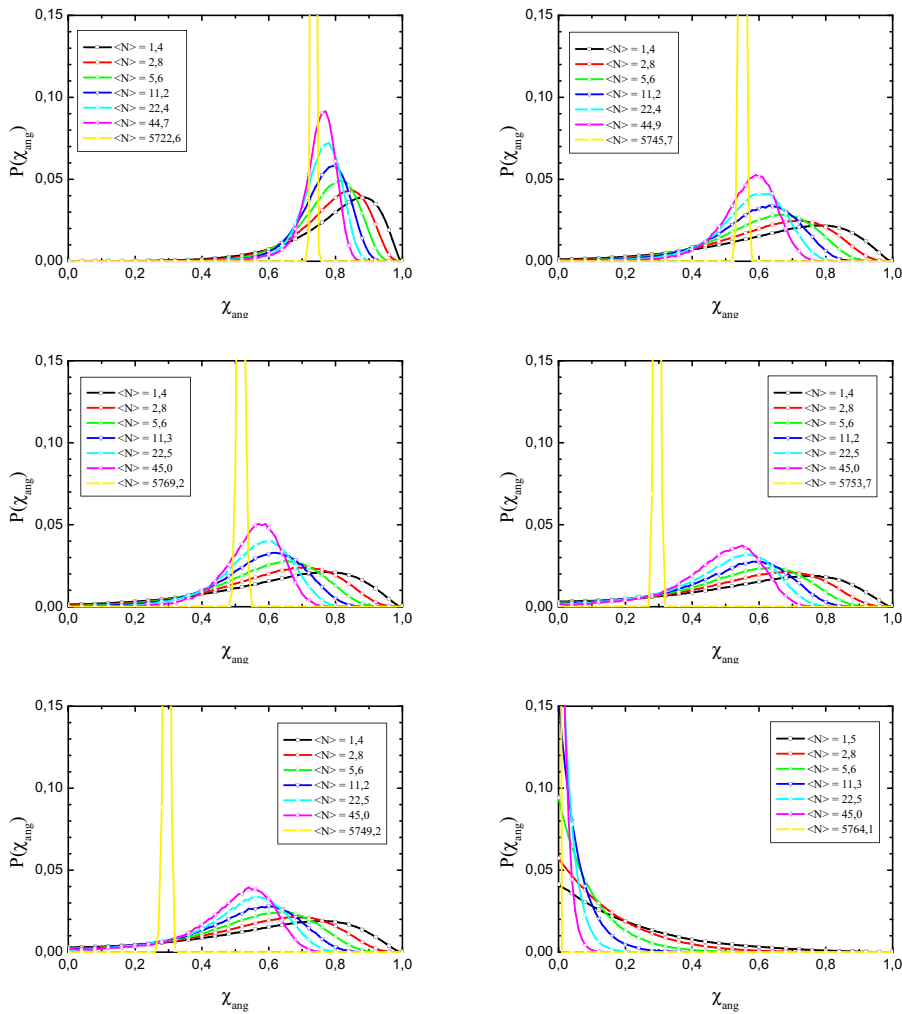 0,15
0,10
0,05
0,00
P(χang)
<N> = 1,4
<N> = 2,8
<N> = 5,6
<N> = 11,2
<N> = 22,4
<N> = 44,7
<N> = 5722,6
0,0 0,2 0,4 0,6 0,8 1,0
χang
0,15
0,10
0,05
0,00
P(χang)
<N> = 1,4
<N> = 2,8
<N> = 5,6
<N> = 11,2
<N> = 22,4
<N> = 44,9
<N> = 5745,7
0,0 0,2 0,4 0,6 0,8 1,0
χang
0,15
0,10
0,05
0,00
P(χang)
<N> = 1,4
<N> = 2,8
<N> = 5,6
<N> = 11,3
<N> = 22,5
<N> = 45,0
<N> = 5769,2
0,0 0,2 0,4 0,6 0,8 1,0
χang
0,15
0,10
0,05
0,00
P(χang)
<N> = 1,4
<N> = 2,8
<N> = 5,6
<N> = 11,2
<N> = 22,5
<N> = 45,0
<N> = 5753,7
0,0 0,2 0,4 0,6 0,8 1,0
χang
0,15
0,10
0,05
0,00
P(χang)
<N> = 1,4
<N> = 2,8
<N> = 5,6
<N> = 11,2
<N> = 22,5
<N> = 45,0
<N> = 5749,2
0,0 0,2 0,4 0,6 0,8 1,0
χang
0,15
0,10
0,05
0,00
P(χang)
<N> = 1,5
<N> = 2,8
<N> = 5,6
<N> = 11,3
<N> = 22,5
<N> = 45,0
<N> = 5764,1
0,0 0,2 0,4 0,6 0,8 1,0
χang